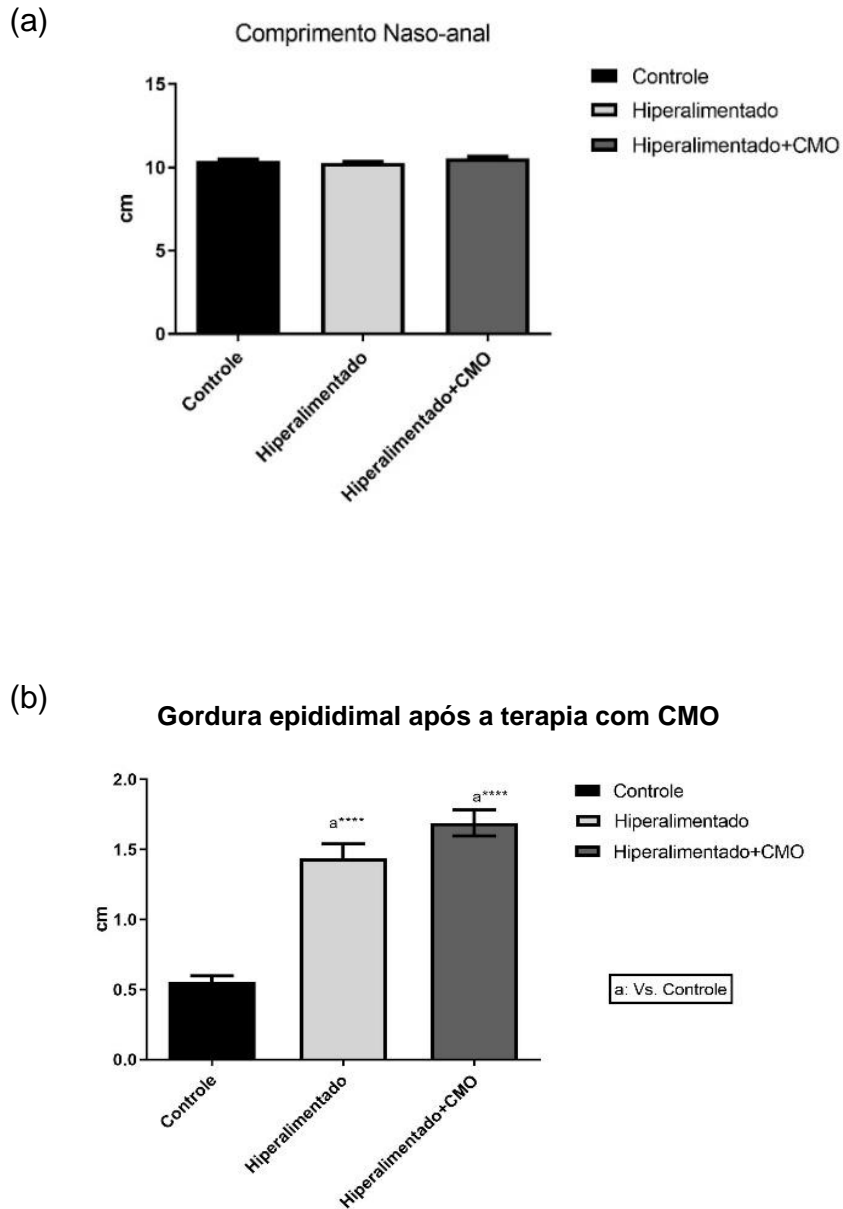 (a)
Comprimento Naso-anal
15
10
5
0
cm
Controle
Hiperalimentado
Hiperalimentado+CMO
Controle
Hiperalimentado
Hiperalimentado+CMO
(b)
Gordura epididimal após a terapia com CMO
2.0
1.5
1.0
0.5
0.0
cm
a****
a****
Controle
Hiperalimentado
Hiperalimentado+CMO
Controle
Hiperalimentado
Hiperalimentado+CMO
a: Vs. Controle